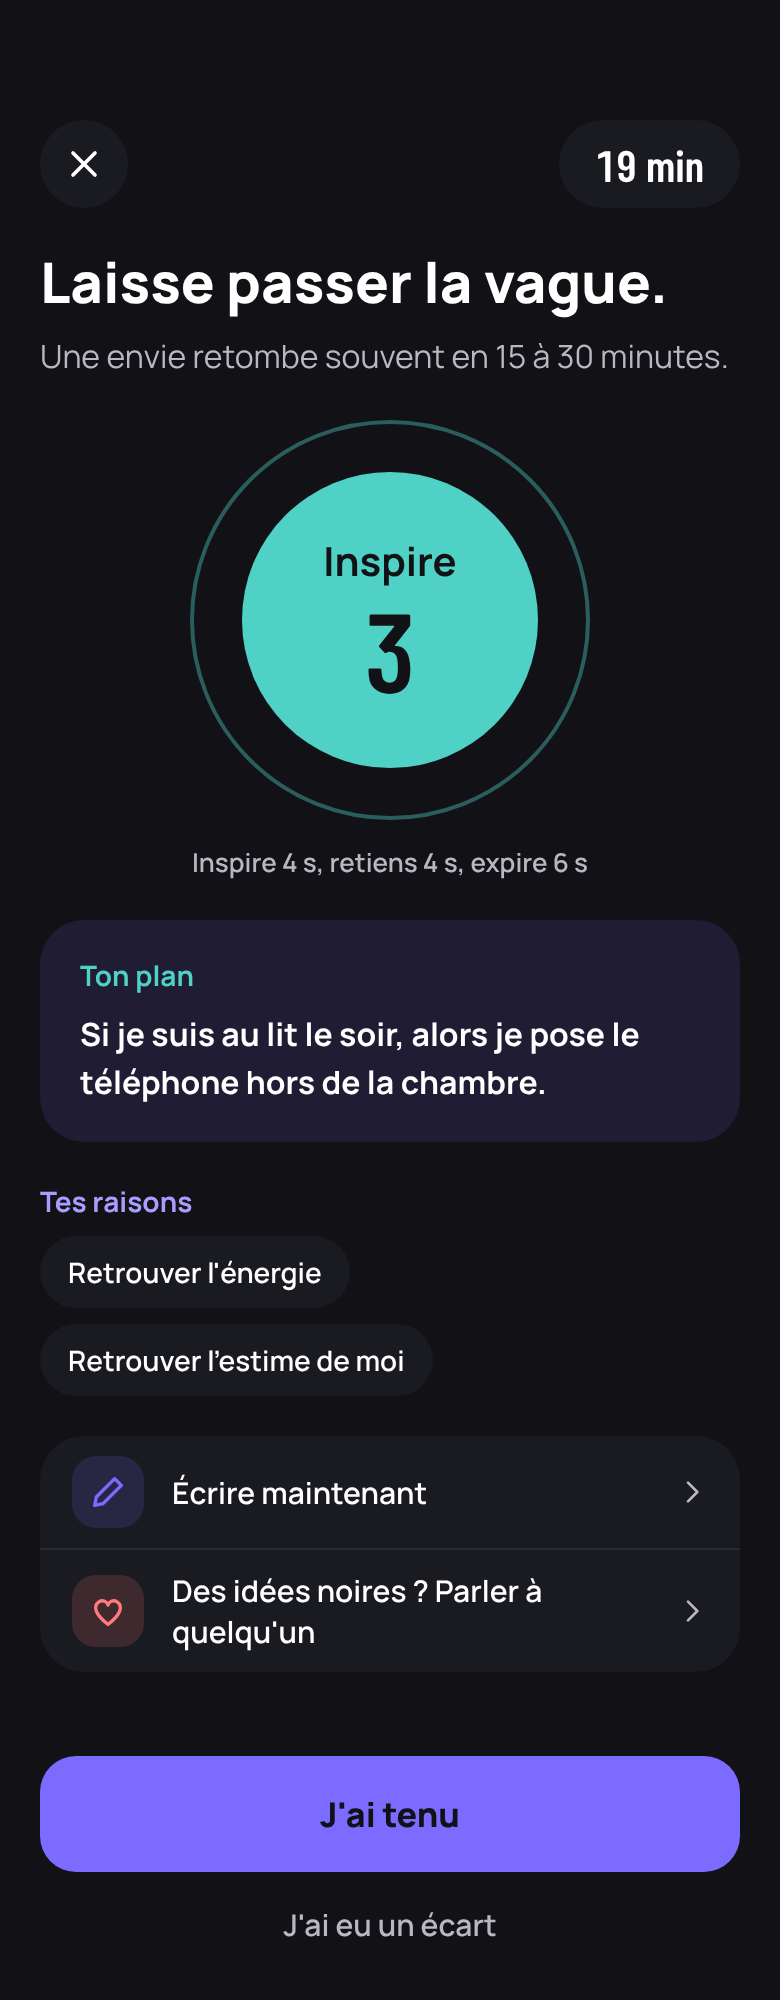 19 min
Laisse passer la vague.
Une envie retombe souvent en 15 à 30 minutes.
Inspire
3
Inspire 4 s, retiens 4 s, expire 6 s
Ton plan
Si je suis au lit le soir, alors je pose le
téléphone hors de la chambre.
Tes raisons
Retrouver l'énergie
Retrouver l’estime de moi
Écrire maintenant
Des idées noires ? Parler à
quelqu'un
J'ai tenu
J'ai eu un écart